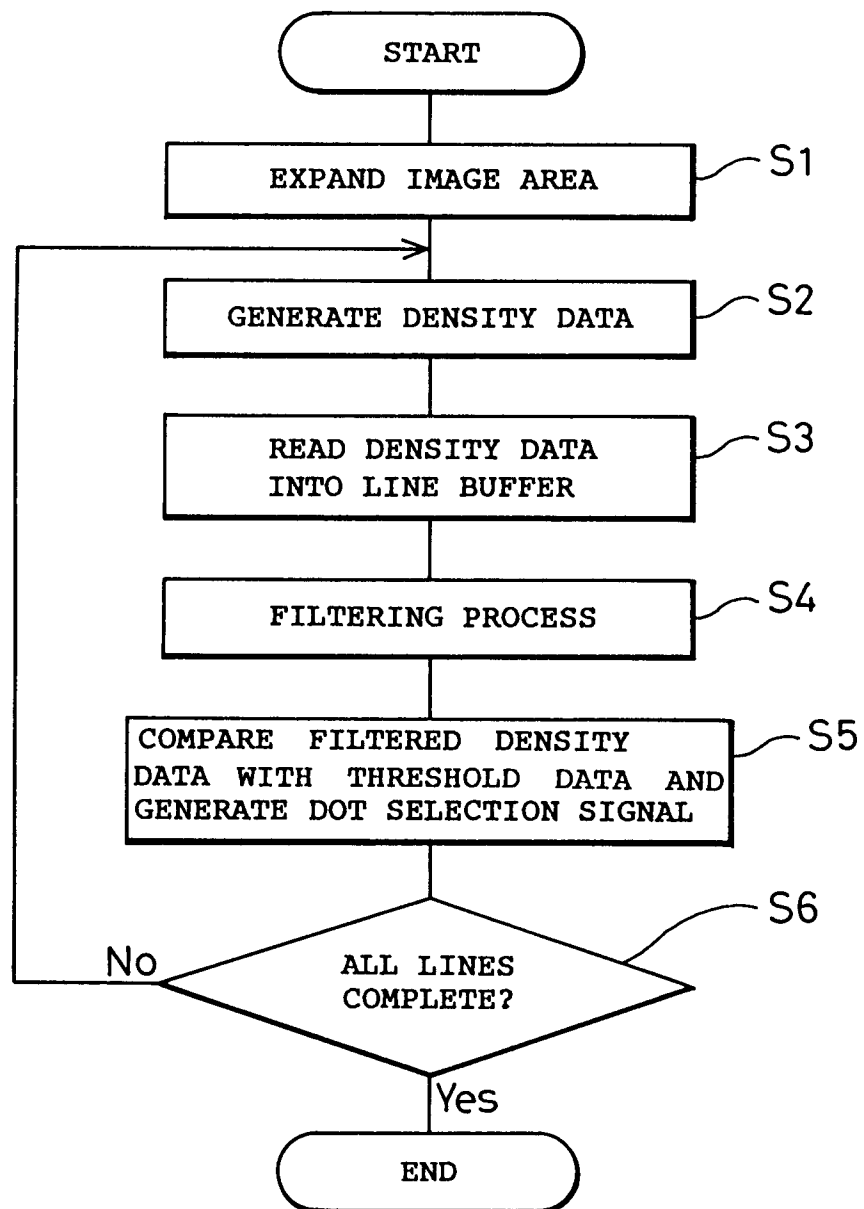 START
EXPAND IMAGE AREA
S1
GENERATE DENSITY DATA
S2
READ DENSITY DATA
INTO LINE BUFFER
S3
FILTERING PROCESS
S4
COMPARE FILTERED DENSITY
DATA WITH THRESHOLD DATA AND
GENERATE DOT SELECTION SIGNAL
S5
ALL LINES
COMPLETE?
S6
No
Yes
END